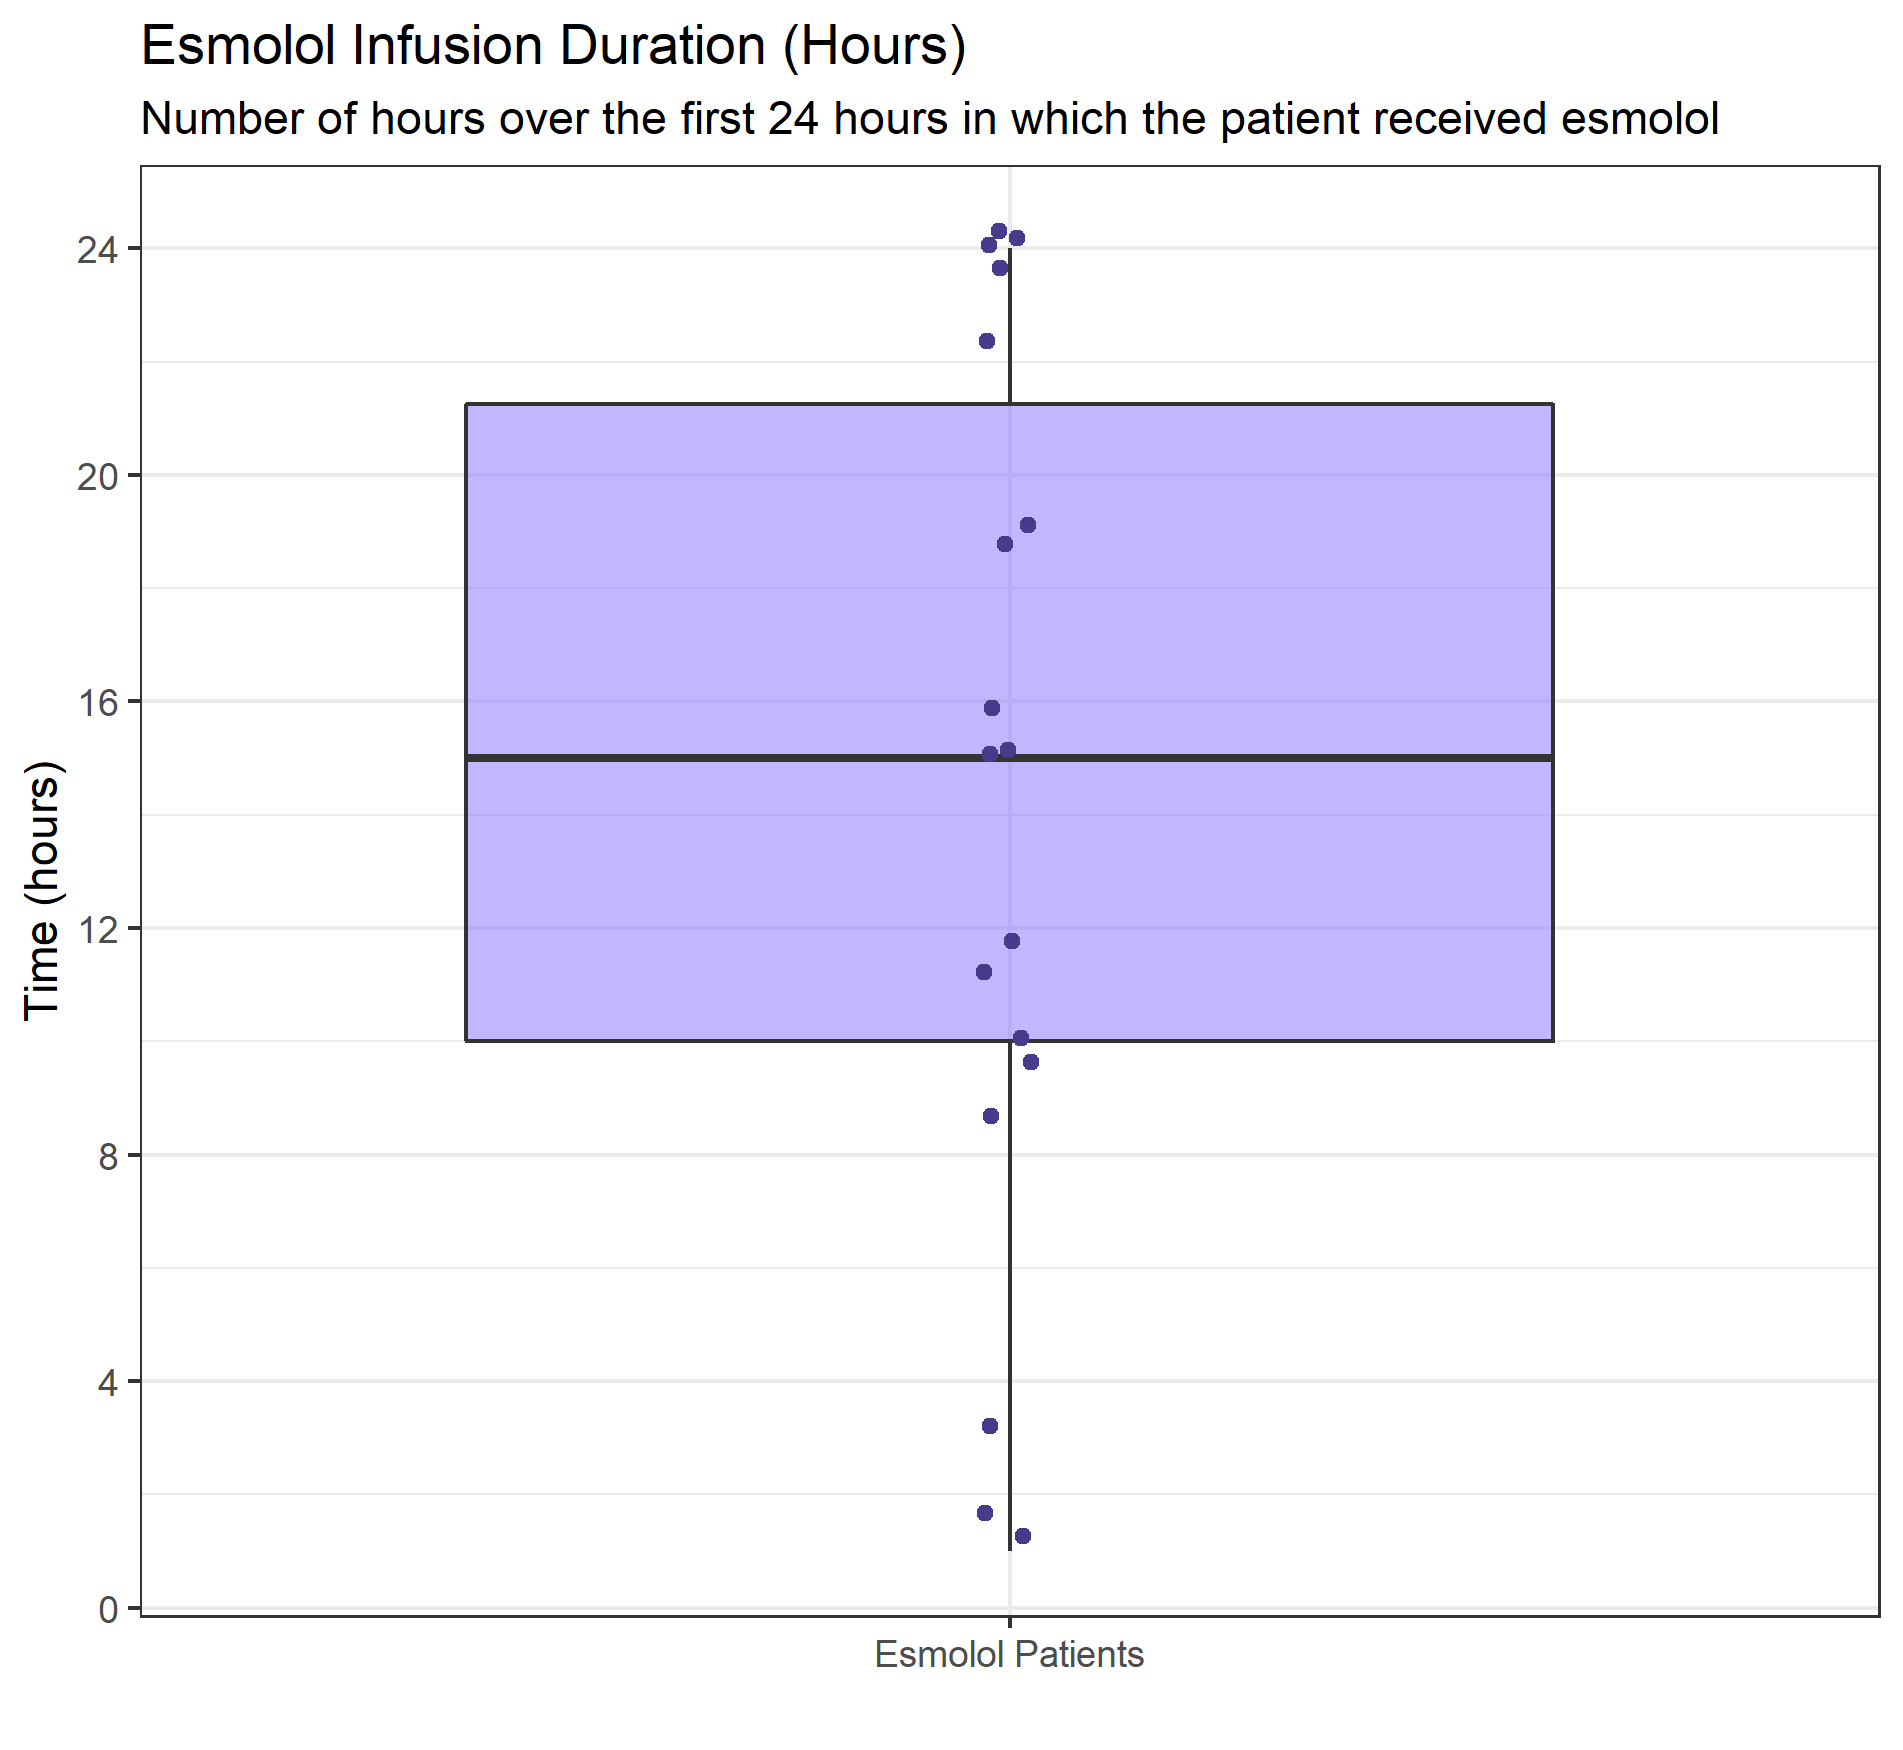 Esmolol Infusion Duration (Hours)
Number of hours over the first 24 hours in which the patient received esmolol
Time (hours)
24
20
16
12
8
4
0
Esmolol Patients